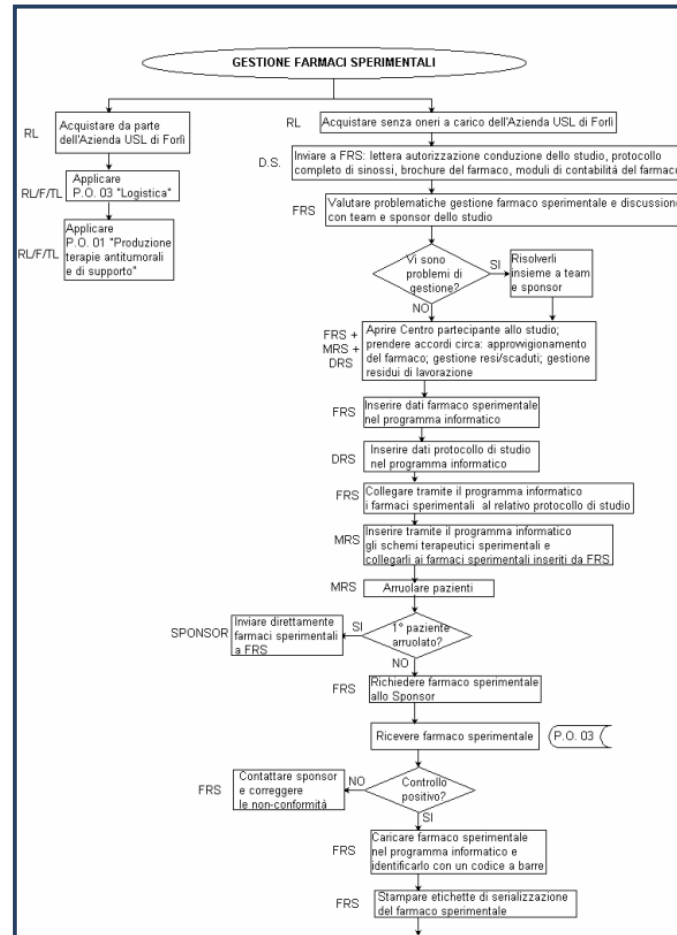 GESTIONE FARMACI SPERIMENTALI
RL
Acquistare da parte
dell'Azienda USL di Forlì
RL/F/TL
Applicare
P.O. 03 "Logistica"
RL/F/TL
Applicare
P.O. 01 "Produzione
terapie antitumorali
e di supporto"
RL
Acquistare senza oneri a carico dell'Azienda USL di Forlì
D.S.
Inviare a FRS: lettera autorizzazione conduzione dello studio, protocollo
completo di sinossi, brochure del farmaco, moduli di contabilità del farmaco
FRS
Valutare problematiche gestione farmaco sperimentale e discussione
con team e sponsor dello studio
Vi sono
problemi di
gestione?
SI
Risolverli
insieme a team
e sponsor
NO
FRS +
MRS +
DRS
Aprire Centro partecipante allo studio;
prendere accordi circa: approvvigionamento
del farmaco; gestione resi/scaduti; gestione
residui di lavorazione
FRS
Inserire dati farmaco sperimentale
nel programma informatico
DRS
Inserire dati protocollo di studio
nel programma informatico
FRS
Collegare tramite il programma informatico
i farmaci sperimentali al relativo protocollo di studio
MRS
Inserire tramite il programma informatico
gli schemi terapeutici sperimentali e
collegarli ai farmaci sperimentali inseriti da FRS
MRS
Arruolare pazienti
1° paziente
arruolato?
SI
SPONSOR
Inviare direttamente
farmaci sperimentali
a FRS
NO
FRS
Richiedere farmaco sperimentale
allo Sponsor
Ricevere farmaco sperimentale
P.O. 03
Controllo
positivo?
NO
FRS
Contattare sponsor
e correggere
le non-conformità
SI
FRS
Caricare farmaco sperimentale
nel programma informatico e
identificarlo con un codice a barre
FRS
Stampare etichette di serializzazione
del farmaco sperimentale